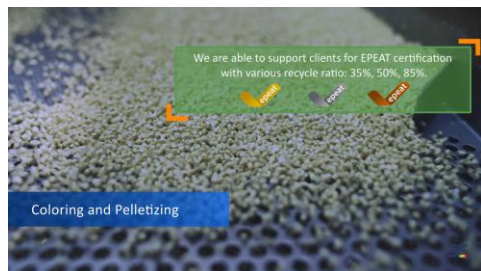 We are able to support clients for EPEAT certification
with various recycle ratio: 35%, 50%, 85%.
epeat
epeat
epeat
Coloring and Pelletizing